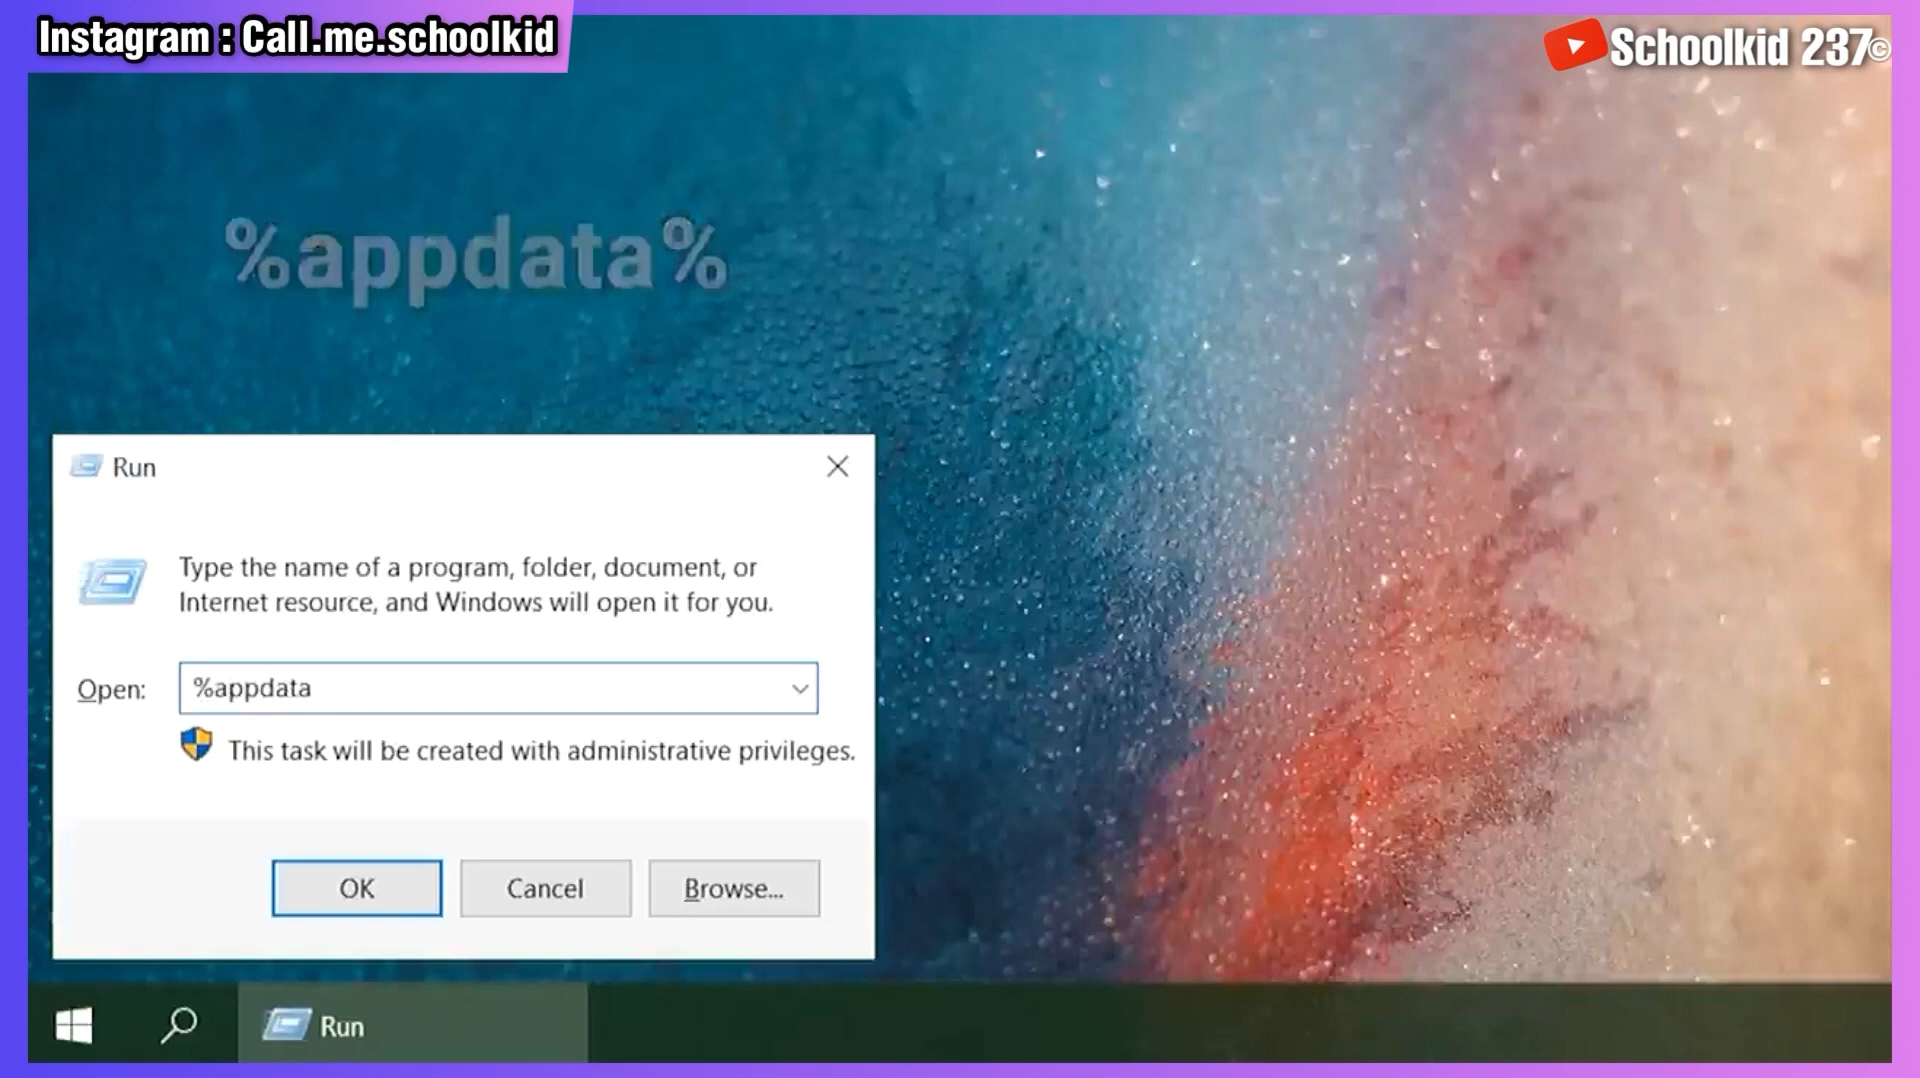 Instagram : Call.me.schoolkid
Schoolkid 237©
%appdata%
Run
Type the name of a program, folder, document, or
Internet resource, and Windows will open it for you.
Open: %appdata
This task will be created with administrative privileges.
OK Cancel Browse...
Run